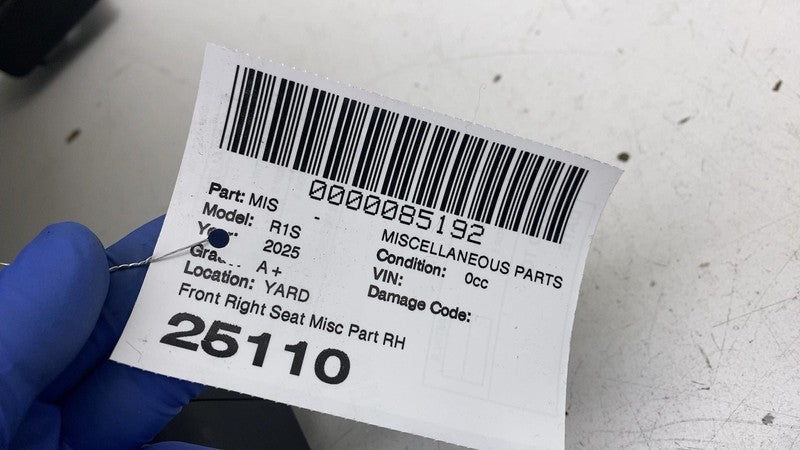 0000085192
Part: MIS - MISCELLANEOUS PARTS
Model: R1S Condition: 0cc
2025 VIN:
A+ Damage Code:
Location: YARD
Front Right Seat Misc Part RH
25110